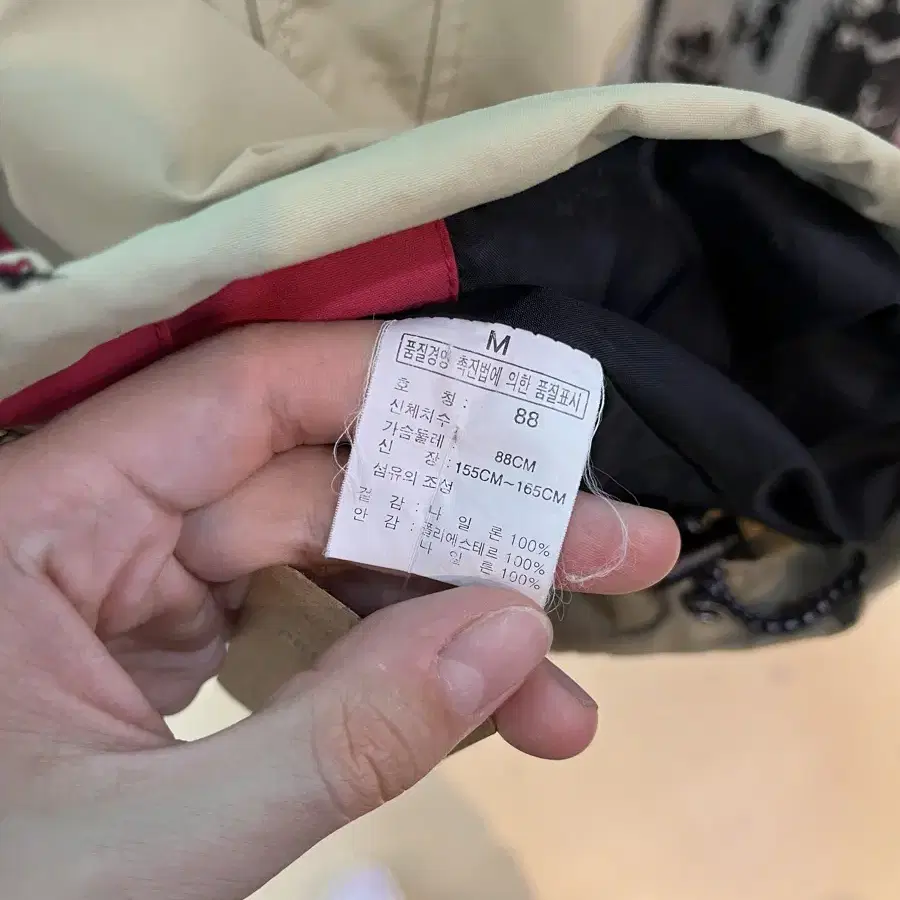 M
품질경영 촉진법에 의한 품질표시
호 칭 : 88
신체치수
가슴둘레 : 88CM
신 장 : 155CM~165CM
섬유의 조성
겉 감 : 나 일 론 100%
안 감 : 폴리에스테르 100%
나 일 론 100%